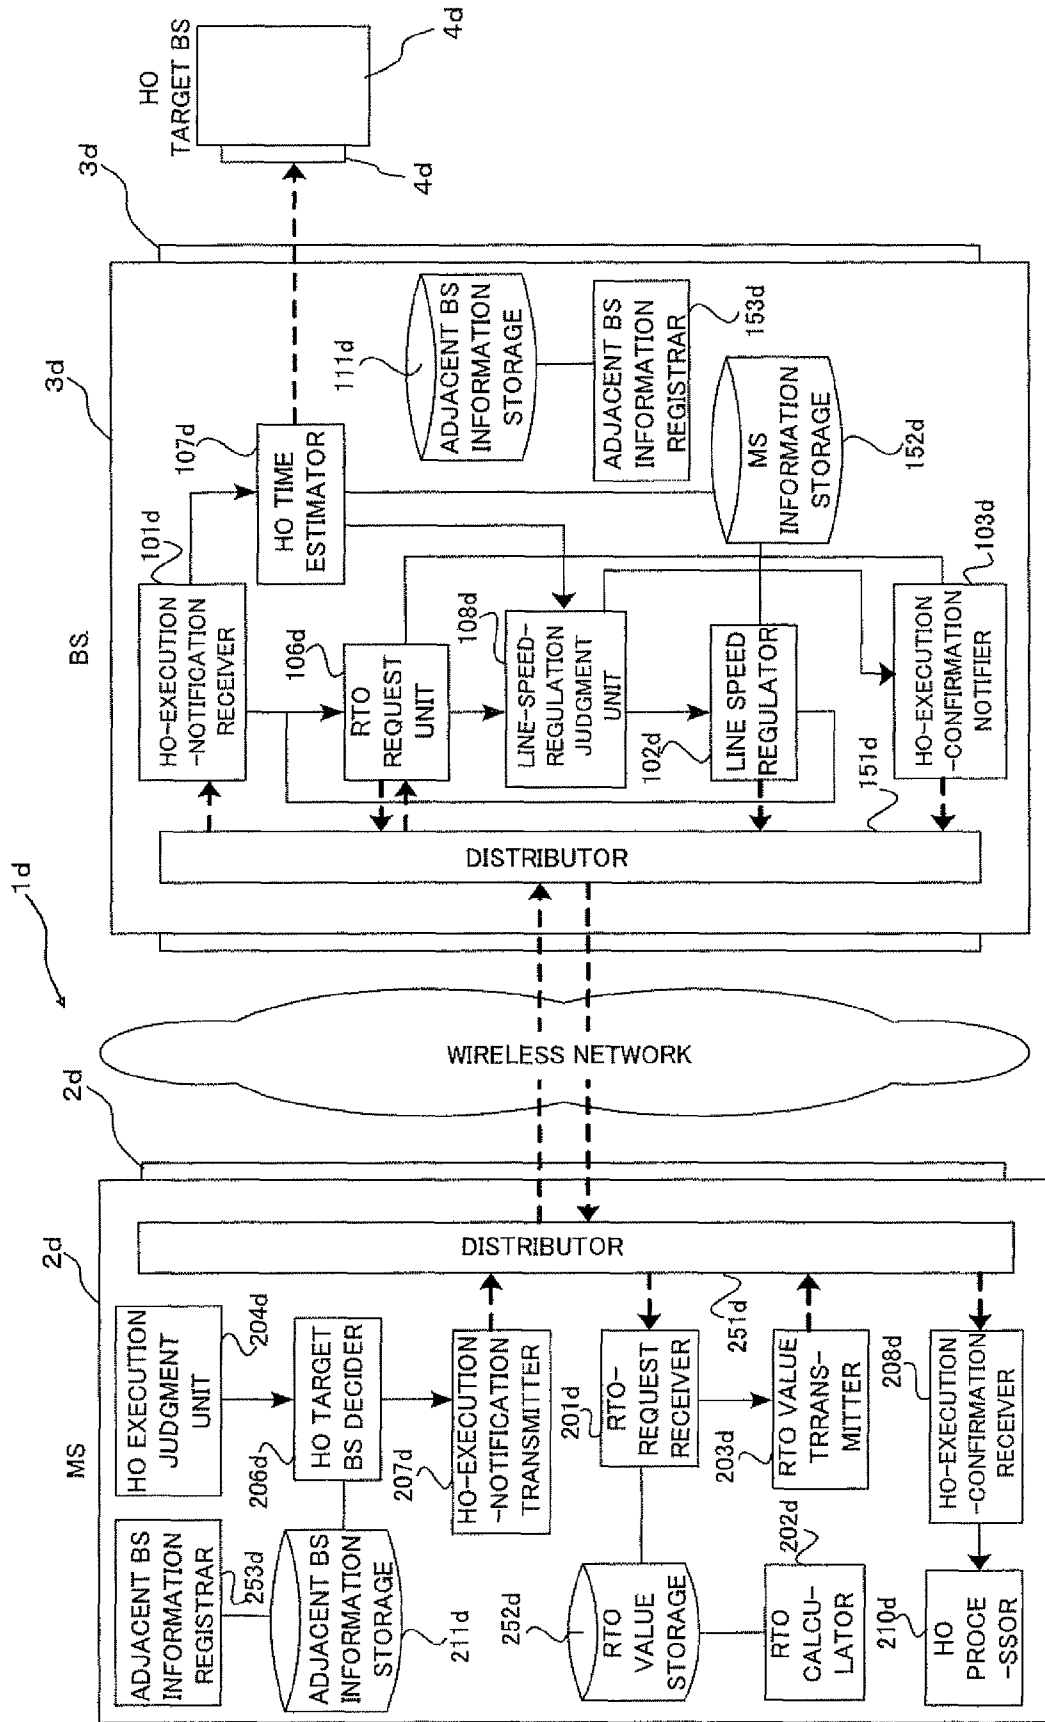 1d
MS
2d
2d
HO EXECUTION
JUDGMENT
UNIT
204d
ADJACENT BS
INFORMATION
REGISTRAR
253d
HO TARGET
BS DECIDER
206d
ADJACENT BS
INFORMATION
STORAGE
211d
HO-EXECUTION
-NOTIFICATION
TRANSMITTER
207d
RTO-
REQUEST
RECEIVER
201d
RTO
VALUE
STORAGE
252d
RTO VALUE
TRRANS-
MITTER
203d
RTO
CALCU-
LATOR
202d
HO-EXECUTION
-CONFIRMATION
RECEIVER
208d
HO
PROCE
-SSOR
210d
DISTRIBUTOR
251d
WIRELESS NETWORK
BS
3d
3d
DISTRIBUTOR
151d
HO-EXECUTION
-NOTIFICATION
RECEIVER
101d
HO TIME
ESTIMATOR
107d
RTO
REQUEST
UNIT
106d
LINE-SPEED-
REGULATION
JUDGMENT
UNIT
108d
LINE SPEED
REGULATOR
102d
HO-EXECUTION
-CONFIRMATION
NOTIFIER
103d
ADJACENT BS
INFORMATION
STORAGE
111d
ADJACENT BS
INFORMATION
REGISTRAR
153d
MS
INFORMATION
STORAGE
152d
HO
TARGET BS
4d
4d